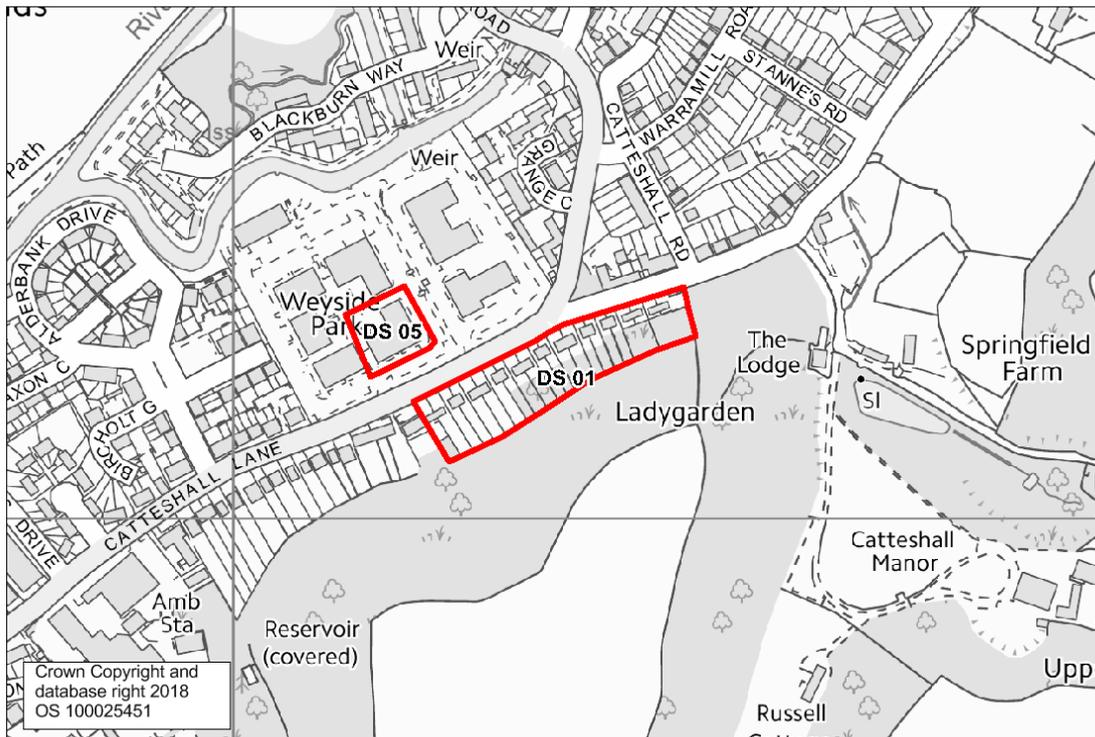 Weir
ROAD
BLACKBURN WAY
WARRAMILL ROA
ST ANNE'S RD
Path
Weir
CATTESHALL RD
GRANGE C
ALDERBANK DRIVE
Weyside
Park
DS 05
The
Lodge
Springfield
Farm
DS 01
SI
Ladygarden
BIRCHOLT G
CATTESHALL LANE
DRIVE
Catteshall
Manor
Amb
Sta
Reservoir
(covered)
Upp
Crown Copyright and
database right 2018
OS 100025451
Russell